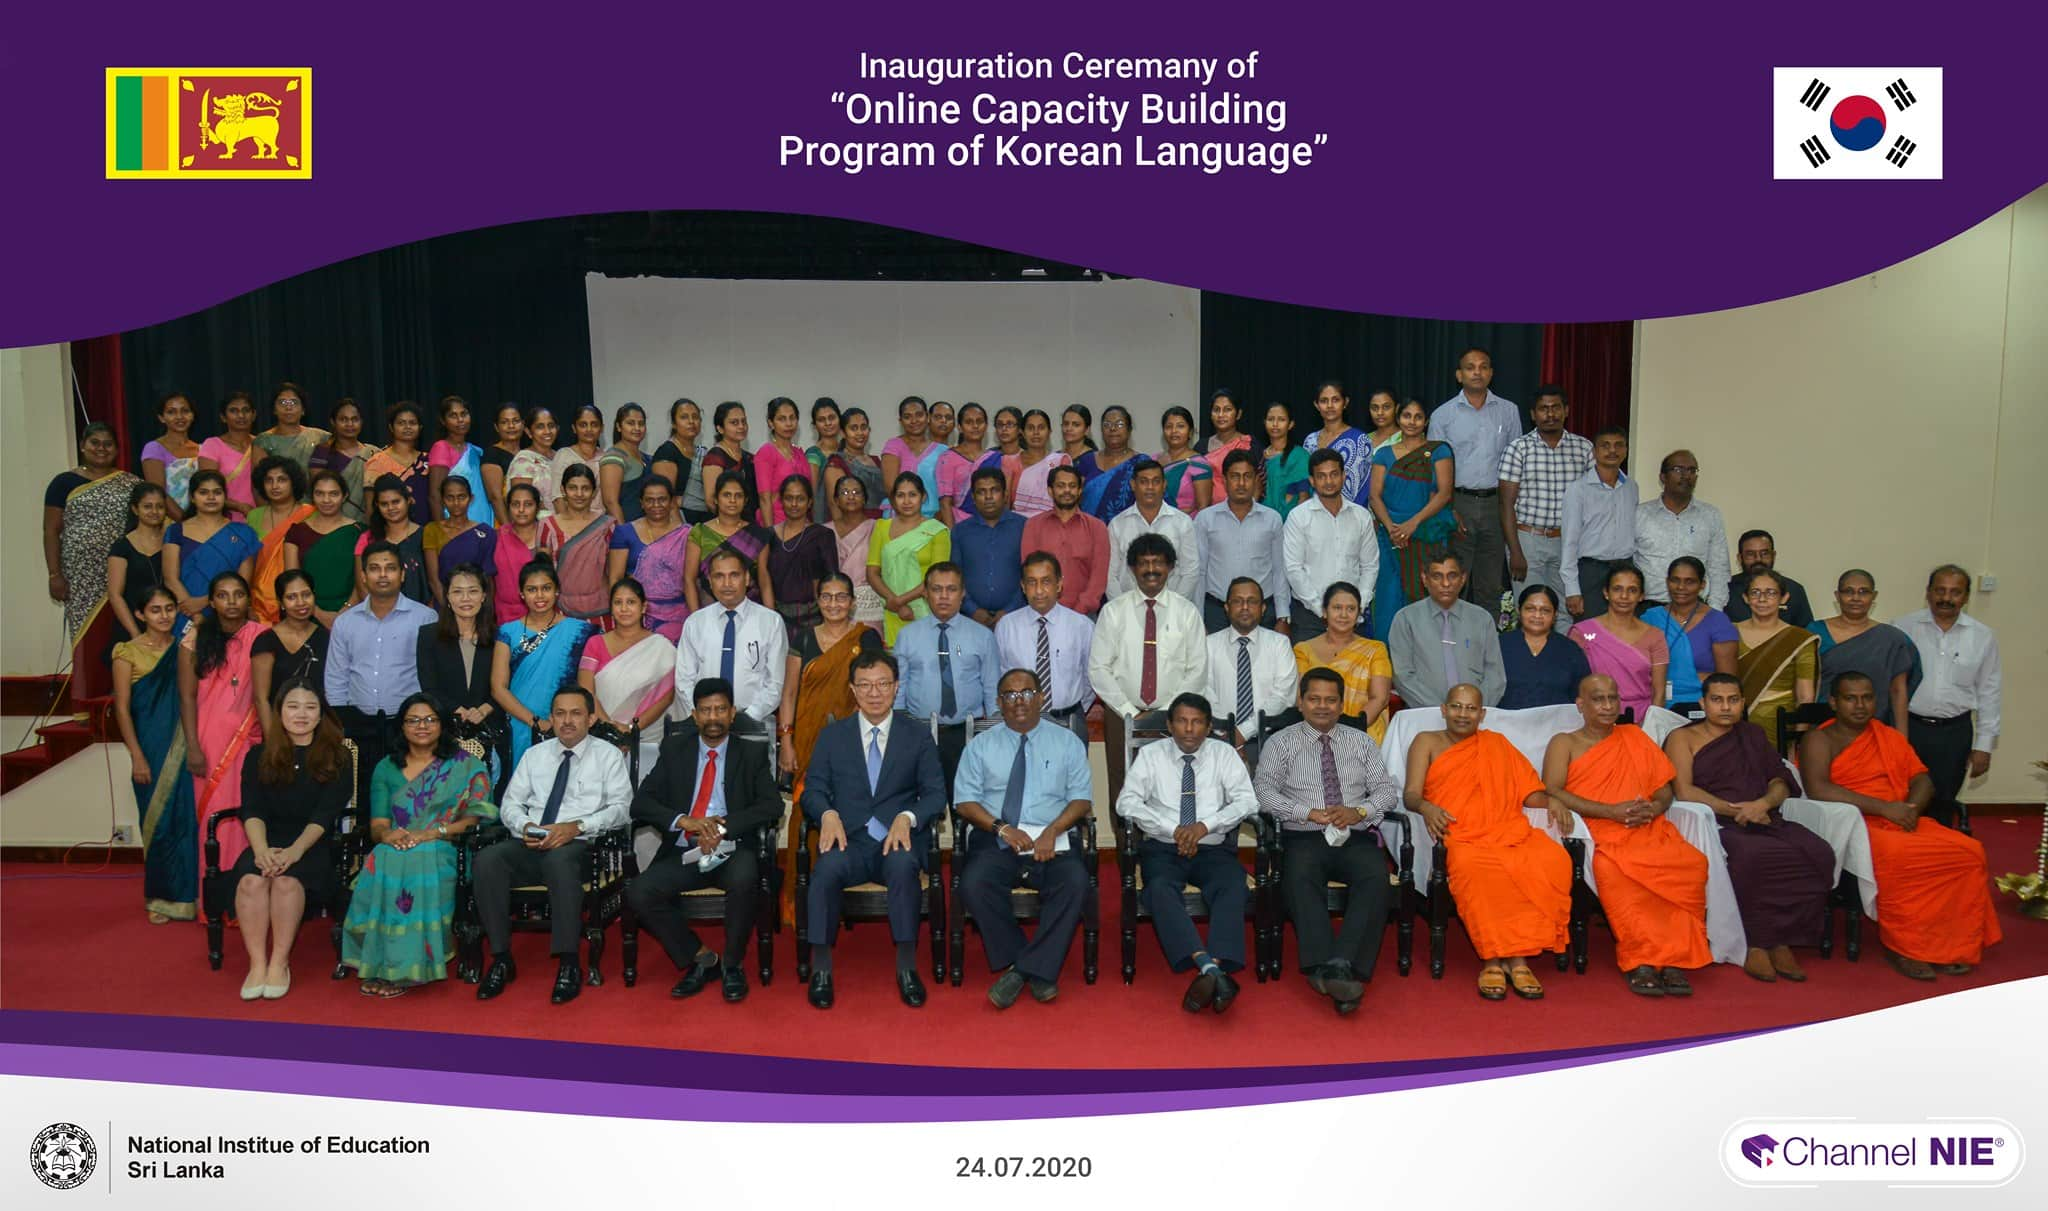 Inauguration Ceremany of
“Online Capacity Building
Program of Korean Language”
National Institue of Education
Sri Lanka
24.07.2020
Channel NIE®